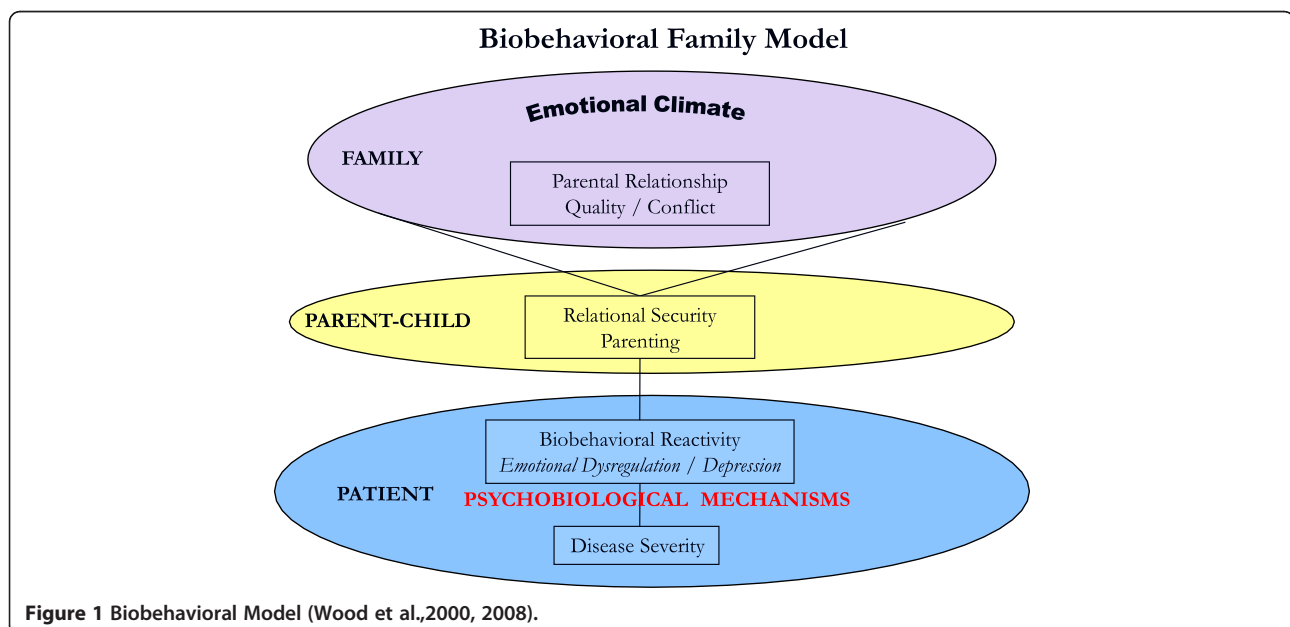 Biobehavioral Family Model
Emotional Climate
FAMILY
Parental Relationship
Quality / Conflict
PARENT-CHILD
Relational Security
Parenting
Biobehavioral Reactivity
Emotional Dysregulation / Depression
PATIENT
PSYCHOBIOLOGICAL MECHANISMS
Disease Severity
Figure 1 Biobehavioral Model (Wood et al.,2000, 2008).